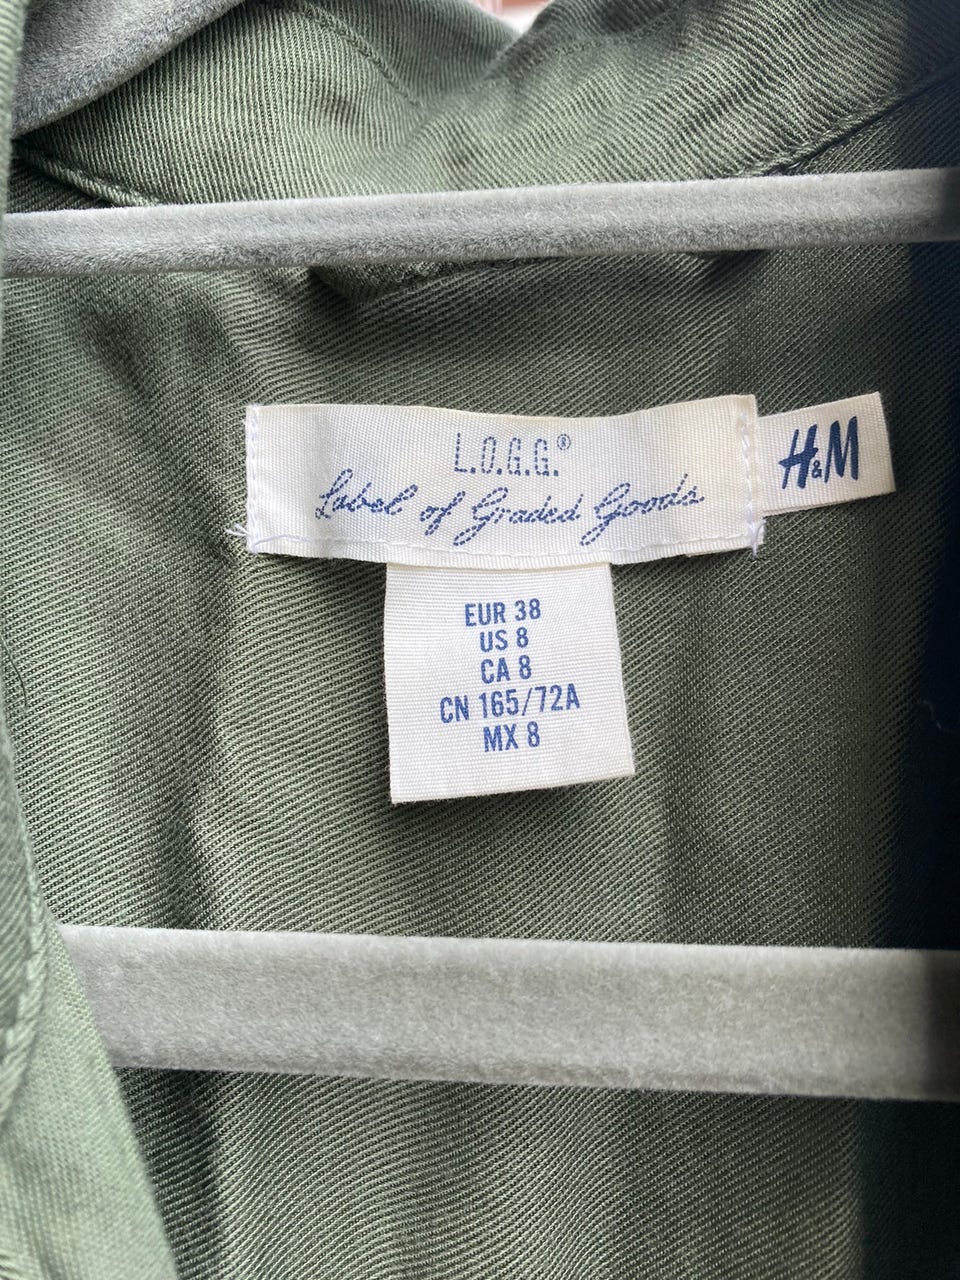 L.O.G.G.®
Label of Graded Goods
H&M
EUR 38
US 8
CA 8
CN 165/72A
MX 8